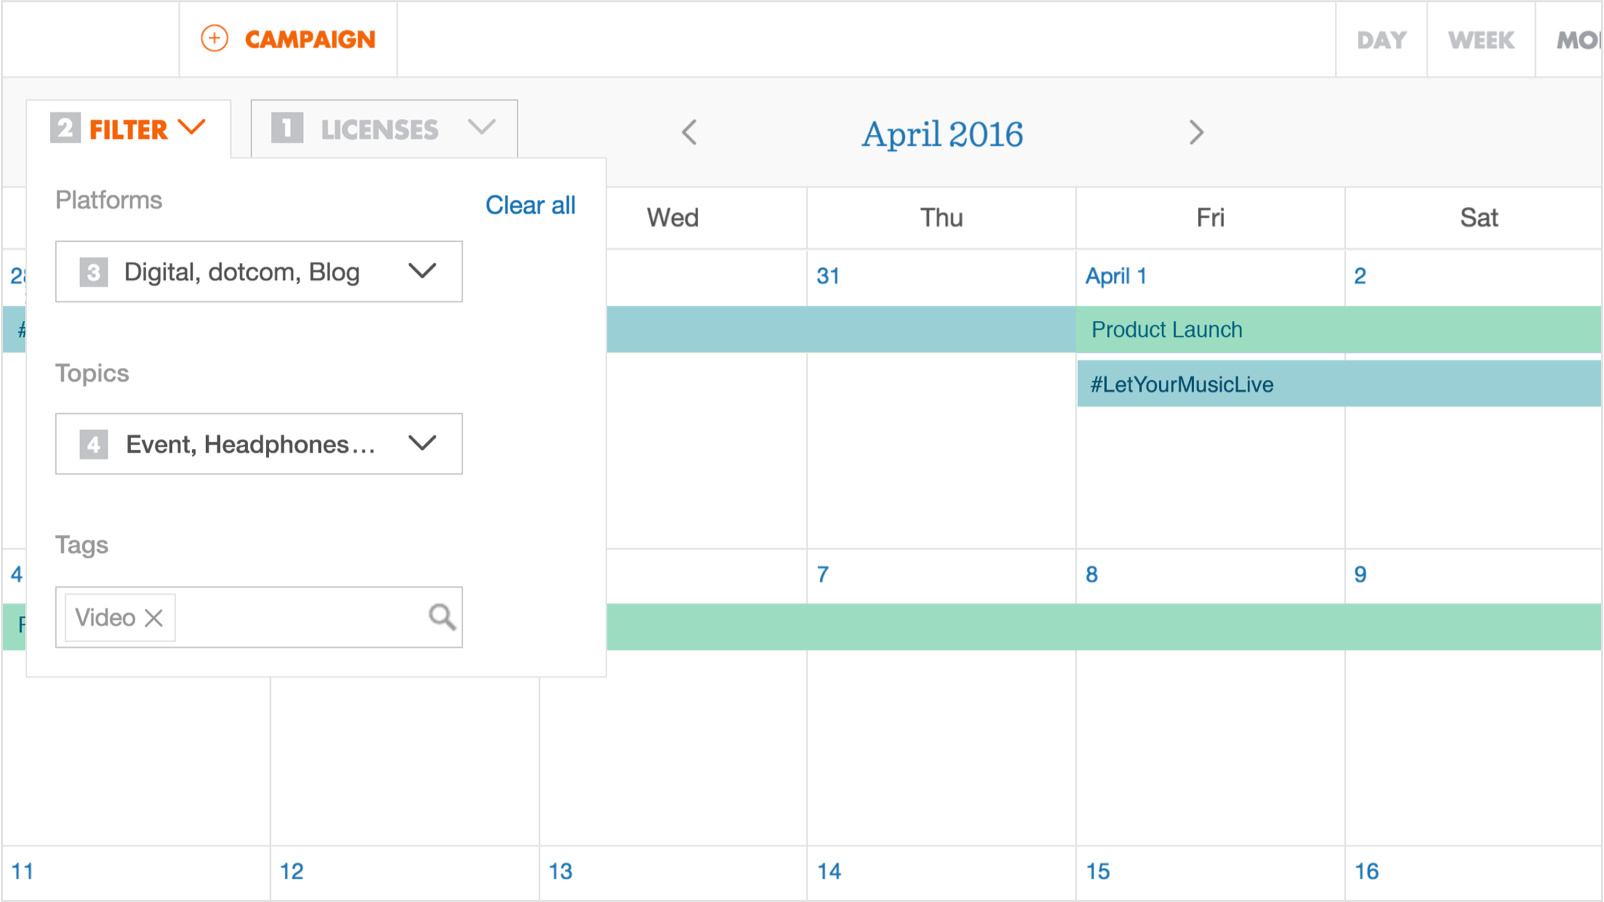 CAMPAIGN
DAY
WEEK
2 FILTER
1 LICENSES
April 2016
Platforms
Clear all
3 Digital, dotcom, Blog
Topics
4 Event, Headphones...
Tags
Video
Wed
Thu
Fri
Sat
31
April 1
2
#
Product Launch
#LetYourMusicLive
4
7
8
9
11
12
13
14
15
16